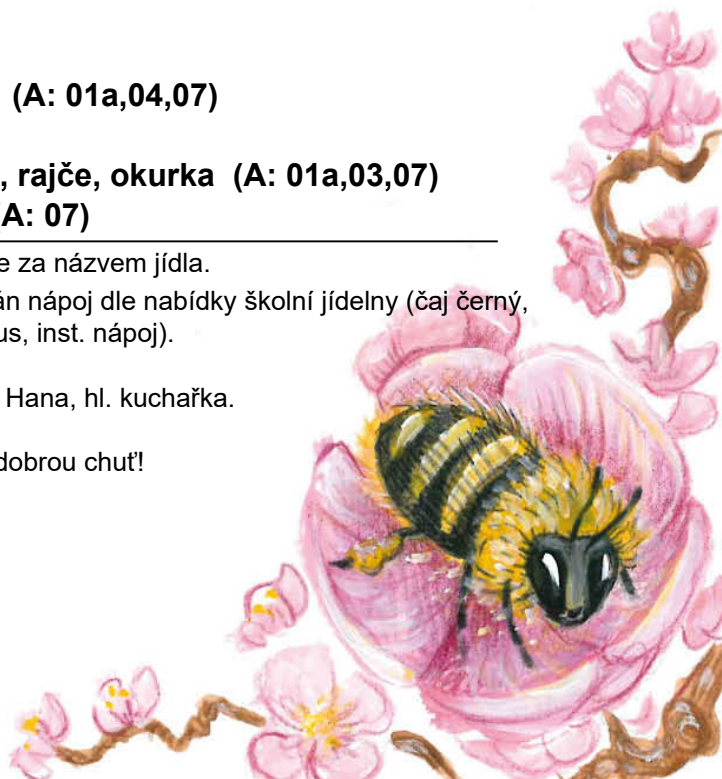 (A: 01a,04,07)
, rajče, okurka (A: 01a,03,07)
(A: 07)
e za názvem jídla.
án nápoj dle nabídky školní jídelny (čaj černý,
us, inst. nápoj).
Hana, hl. kuchařka.
dobrou chuť!